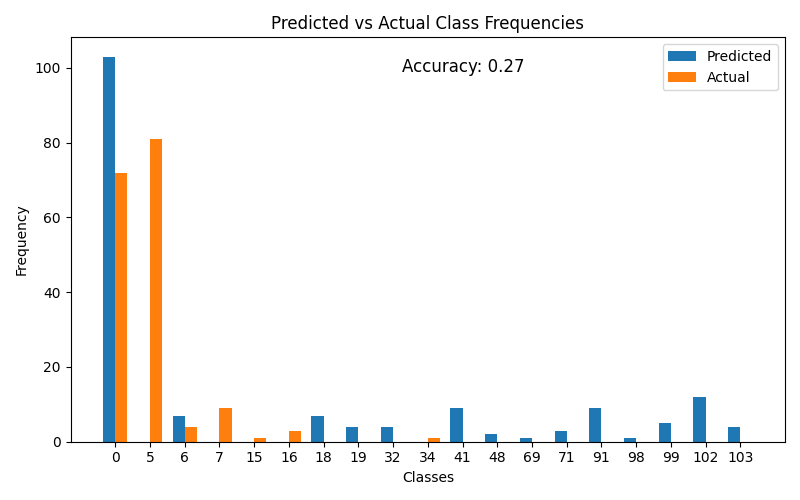 Predicted vs Actual Class Frequencies
Accuracy: 0.27
Predicted
Actual
Frequency
100
80
60
40
20
0
0 5 6 7 15 16 18 19 32 34 41 48 69 71 91 98 99 102 103
Classes